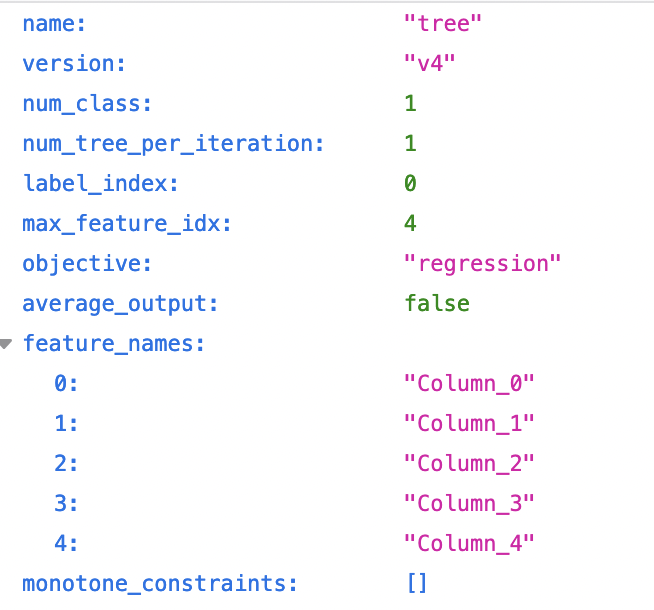 name: "tree"
version: "v4"
num_class: 1
num_tree_per_iteration: 1
label_index: 0
max_feature_idx: 4
objective: "regression"
average_output: false
feature_names:
0: "Column_0"
1: "Column_1"
2: "Column_2"
3: "Column_3"
4: "Column_4"
monotone_constraints: []